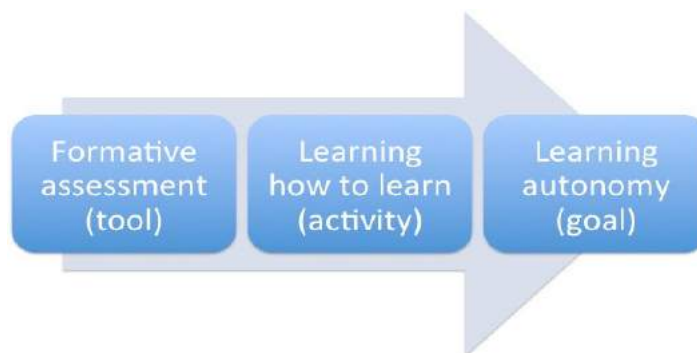 Formative
assessment
(tool)
Learning
how to learn
(activity)
Learning
autonomy
(goal)